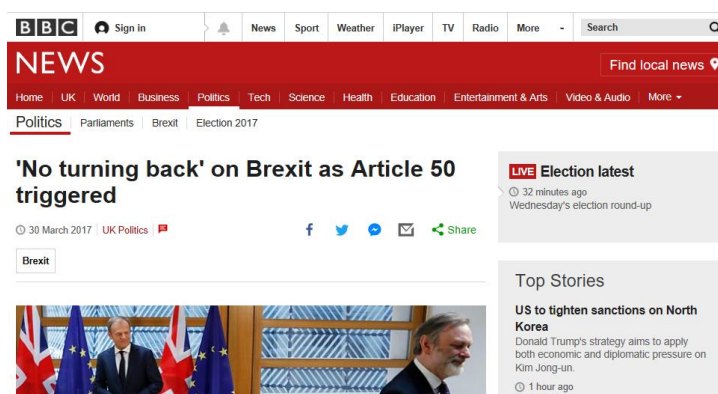 BBC Sign in News Sport Weather iPlayer TV Radio More Search
NEWS
Find local news
Home UK World Business Politics Tech Science Health Education Entertainment & Arts Video & Audio More
Politics Parliaments Brexit Election 2017
'No turning back' on Brexit as Article 50
triggered
30 March 2017 UK Politics
Share
Brexit
LIVE Election latest
32 minutes ago
Wednesday's election round-up
Top Stories
US to tighten sanctions on North
Korea
Donald Trump's strategy aims to apply
both economic and diplomatic pressure on
Kim Jong-un.
1 hour ago